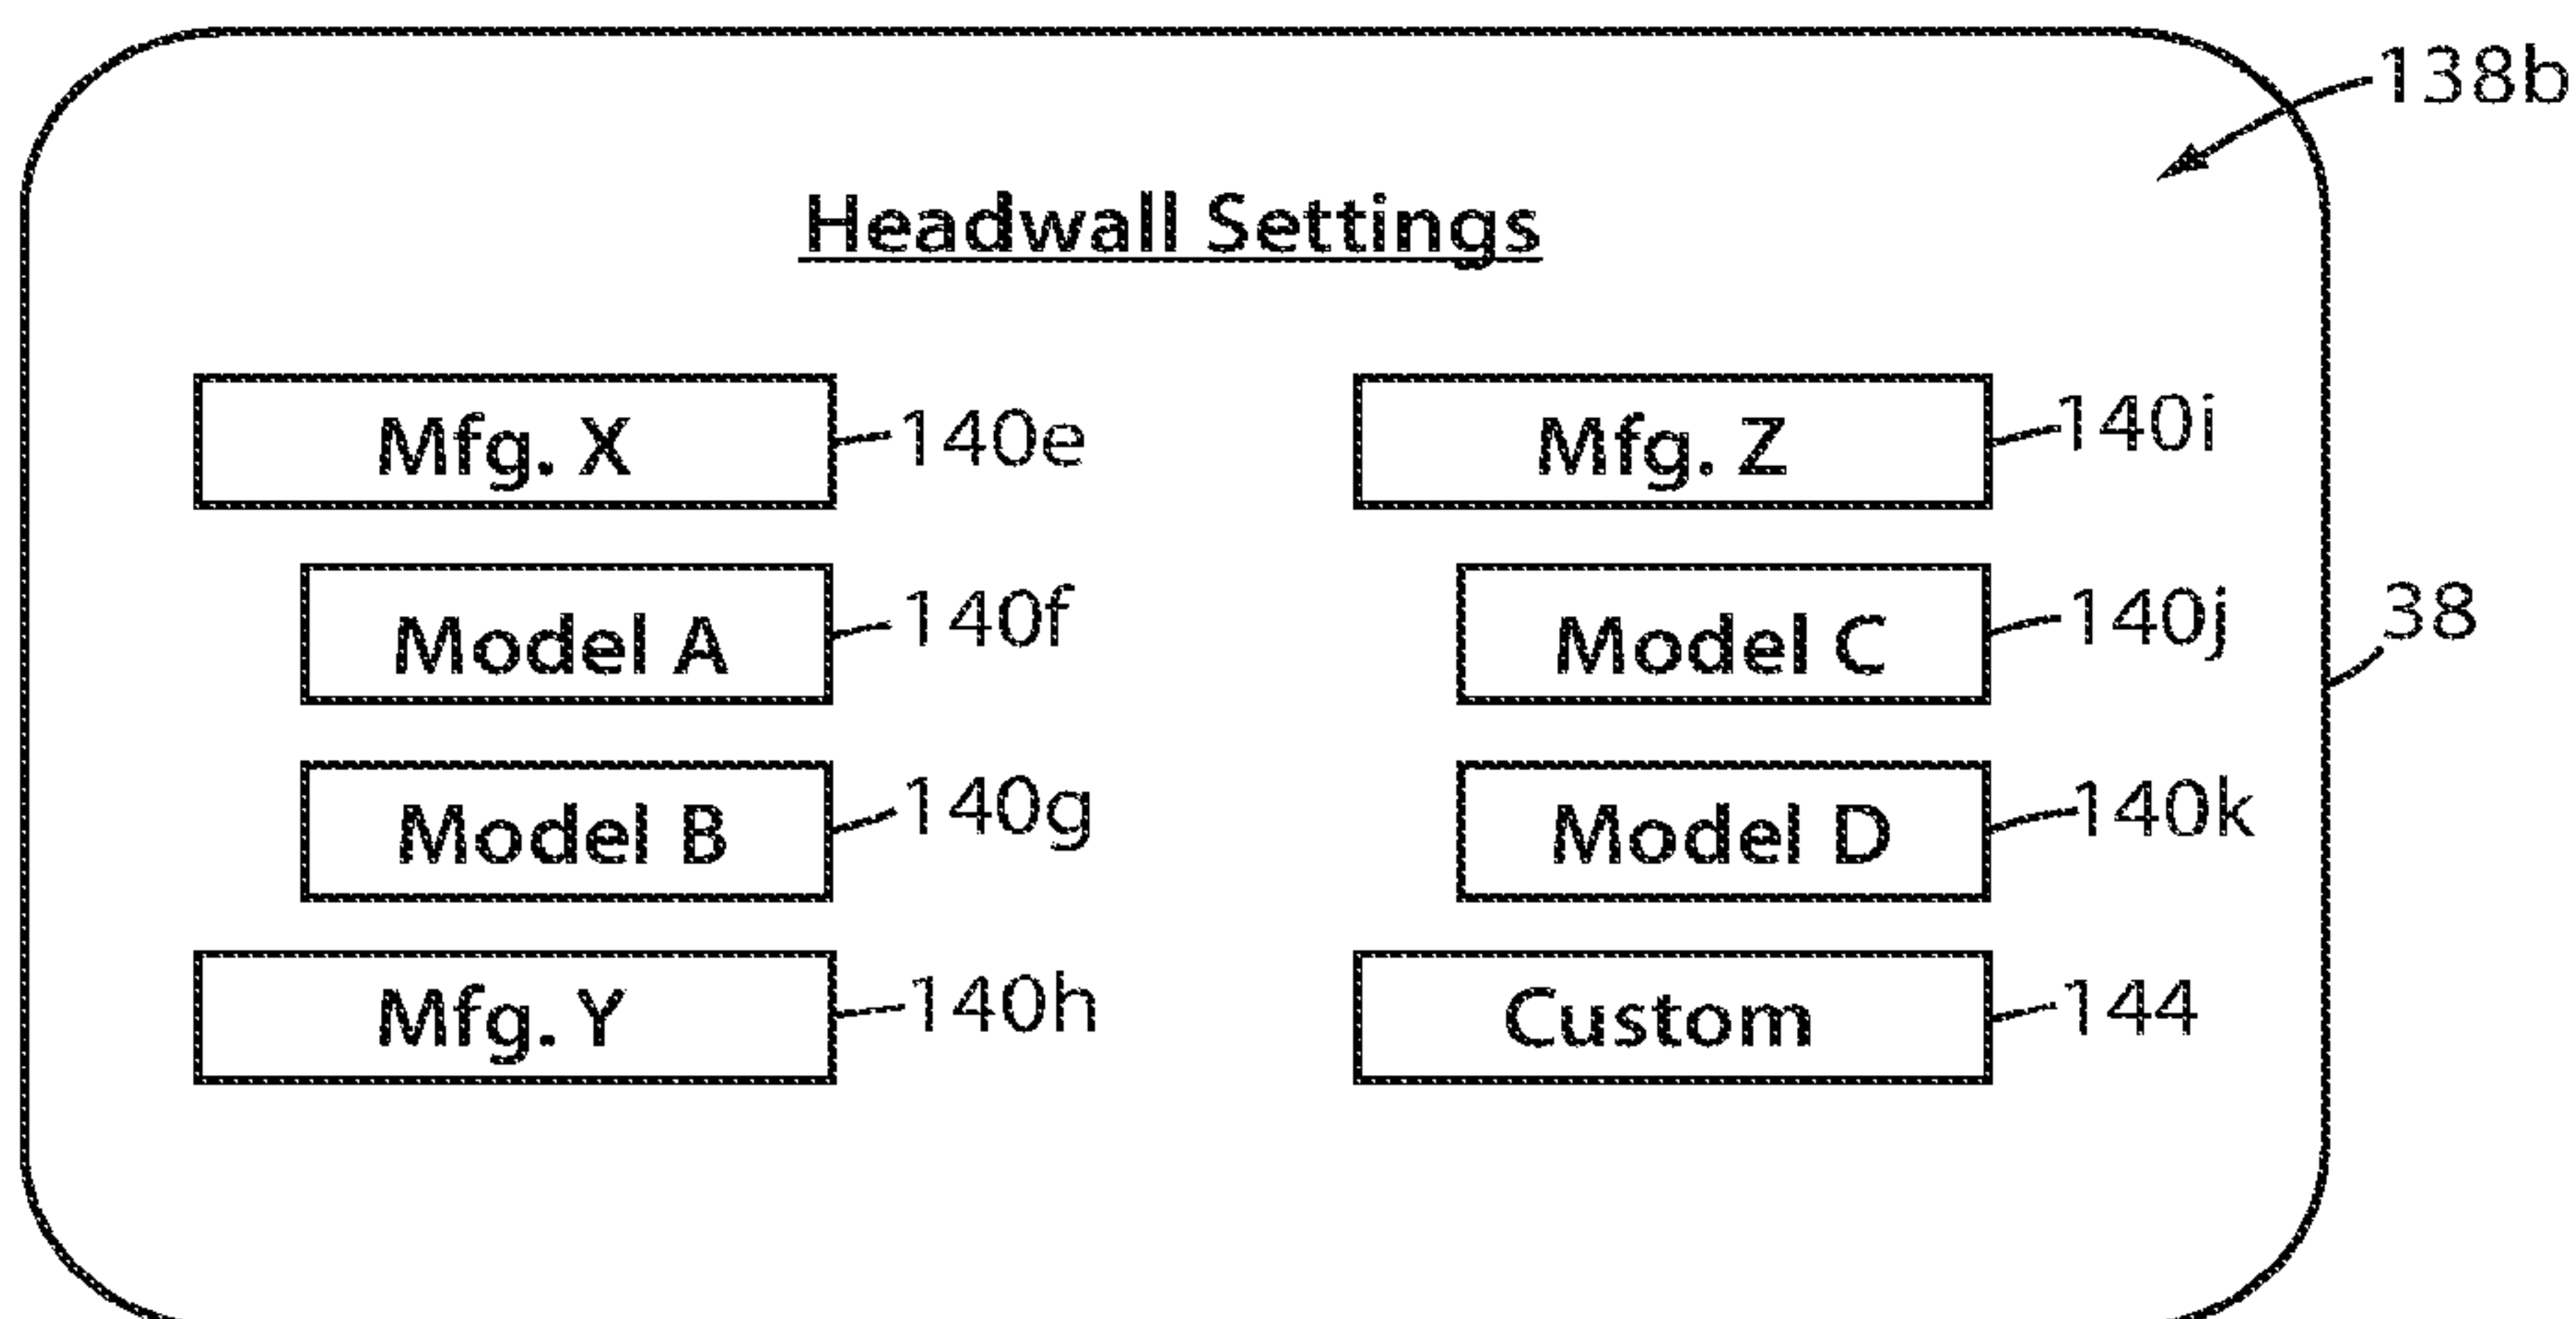 138b
Headwall Settings
Mfg. X 140e
Mfg. Z 140i
Model A 140f
Model C 140j
38
Model B 140g
Model D 140k
Mfg. Y 140h
Custom 144